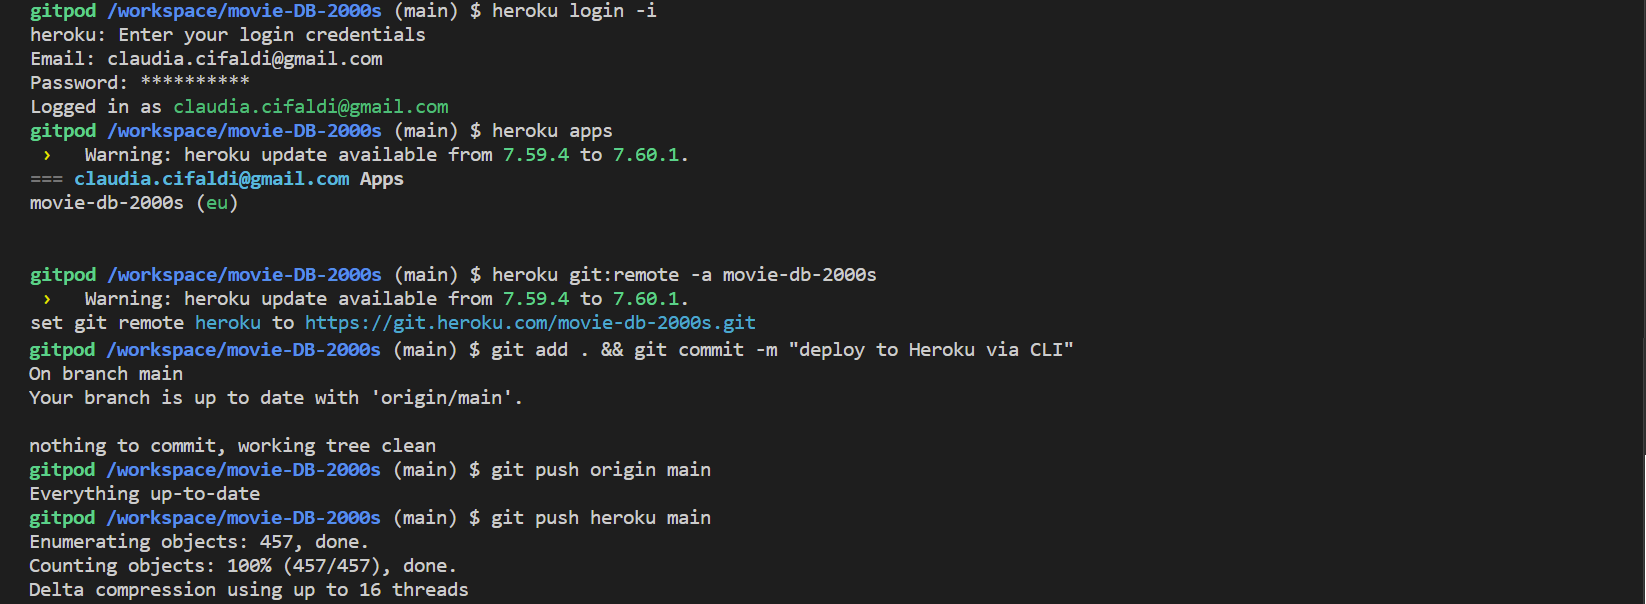 gitpod /workspace/movie-DB-2000s (main) $ heroku login -i
heroku: Enter your login credentials
Email: claudia.cifaldi@gmail.com
Password: **********
Logged in as claudia.cifaldi@gmail.com
gitpod /workspace/movie-DB-2000s (main) $ heroku apps
›   Warning: heroku update available from 7.59.4 to 7.60.1.
=== claudia.cifaldi@gmail.com Apps
movie-db-2000s (eu)
gitpod /workspace/movie-DB-2000s (main) $ heroku git:remote -a movie-db-2000s
›   Warning: heroku update available from 7.59.4 to 7.60.1.
set git remote heroku to https://git.heroku.com/movie-db-2000s.git
gitpod /workspace/movie-DB-2000s (main) $ git add . && git commit -m "deploy to Heroku via CLI"
On branch main
Your branch is up to date with 'origin/main'.
nothing to commit, working tree clean
gitpod /workspace/movie-DB-2000s (main) $ git push origin main
Everything up-to-date
gitpod /workspace/movie-DB-2000s (main) $ git push heroku main
Enumerating objects: 457, done.
Counting objects: 100% (457/457), done.
Delta compression using up to 16 threads